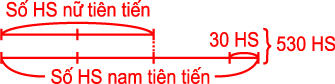 Số HS nữ tiên tiến
30 HS
530 HS
Số HS nam tiên tiến